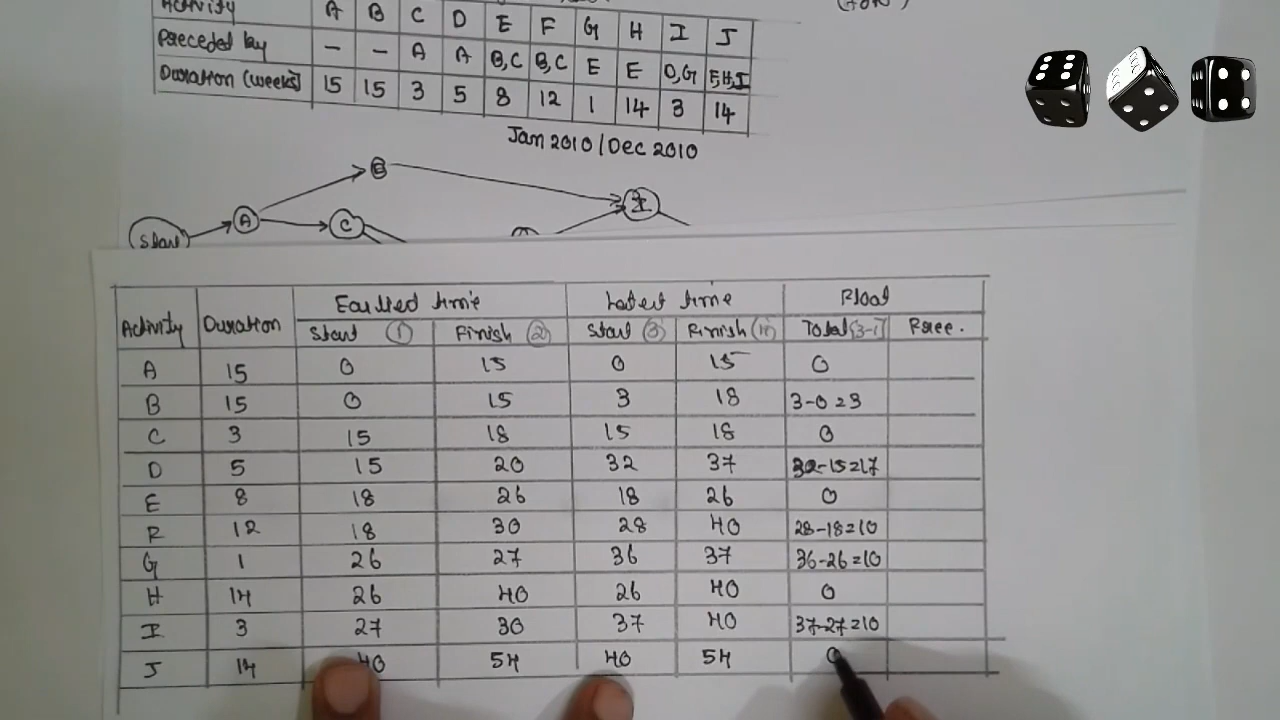 (AON)
Activity A B C D E F G H I J
Preceded by – – A A B,C B,C E E D,G F,H,I
Duration (weeks) 15 15 3 5 8 12 1 14 3 14
Jan 2010 / Dec 2010
B
A
C
I
Start
Activity Duration Earlied time Latest time Float
Start (1) Finish (2) Start (3) Finish (4) Total (3-1) Free.
A 15 0 15 0 15 0
B 15 0 15 3 18 3-0=3
C 3 15 18 15 18 0
D 5 15 20 32 37 32-15=17
E 8 18 26 18 26 0
F 12 18 30 28 40 28-18=10
G 1 26 27 36 37 36-26=10
H 14 26 40 26 40 0
I 3 27 30 37 40 37-27=10
J 14 40 54 40 54 0